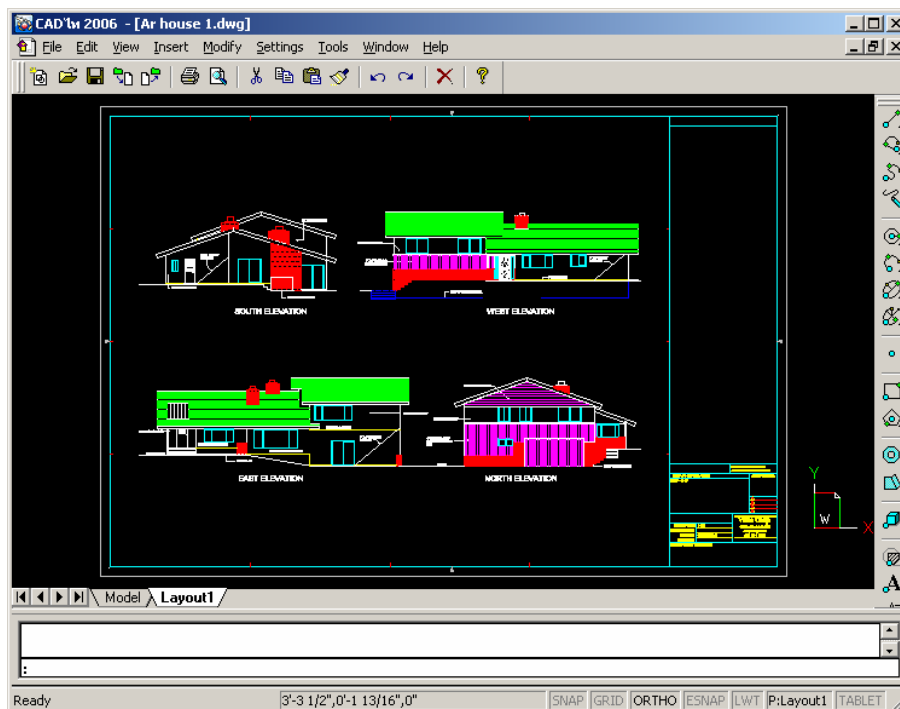 CAD'ไท 2006 - [Ar house 1.dwg]
File Edit View Insert Modify Settings Tools Window Help
SOUTH ELEVATION
WEST ELEVATION
EAST ELEVATION
NORTH ELEVATION
Y
W
X
Model Layout1
:
Ready 3'-3 1/2",0'-1 13/16",0" SNAP GRID ORTHO ESNAP LWT P:Layout1 TABLET